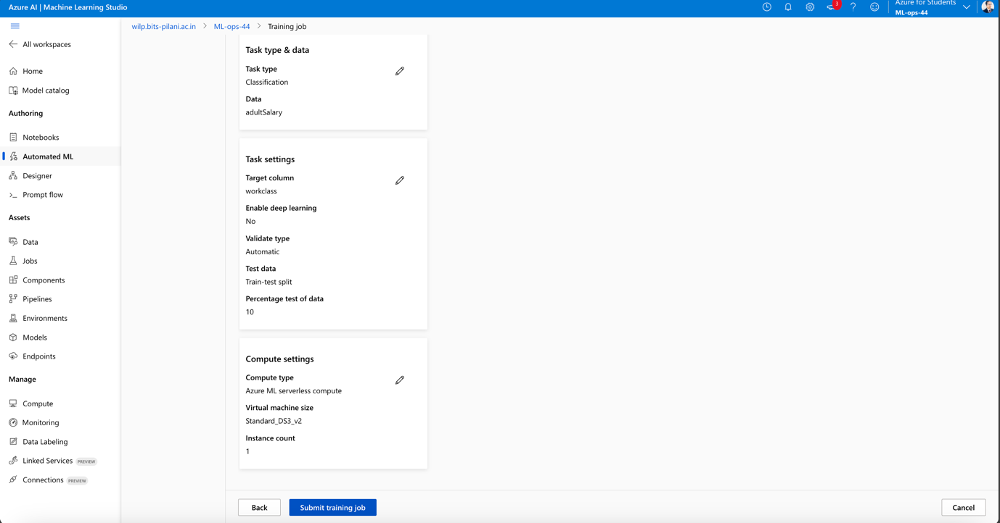 Azure AI | Machine Learning Studio
3
Azure for Students
ML-ops-44
wilp.bits-pilani.ac.in > ML-ops-44 > Training job
All workspaces
Home
Model catalog
Authoring
Notebooks
Automated ML
Designer
Prompt flow
Assets
Data
Jobs
Components
Pipelines
Environments
Models
Endpoints
Manage
Compute
Monitoring
Data Labeling
Linked Services PREVIEW
Connections PREVIEW
Task type & data
Task type
Classification
Data
adultSalary
Task settings
Target column
workclass
Enable deep learning
No
Validate type
Automatic
Test data
Train-test split
Percentage test of data
10
Compute settings
Compute type
Azure ML serverless compute
Virtual machine size
Standard_DS3_v2
Instance count
1
Back
Submit training job
Cancel